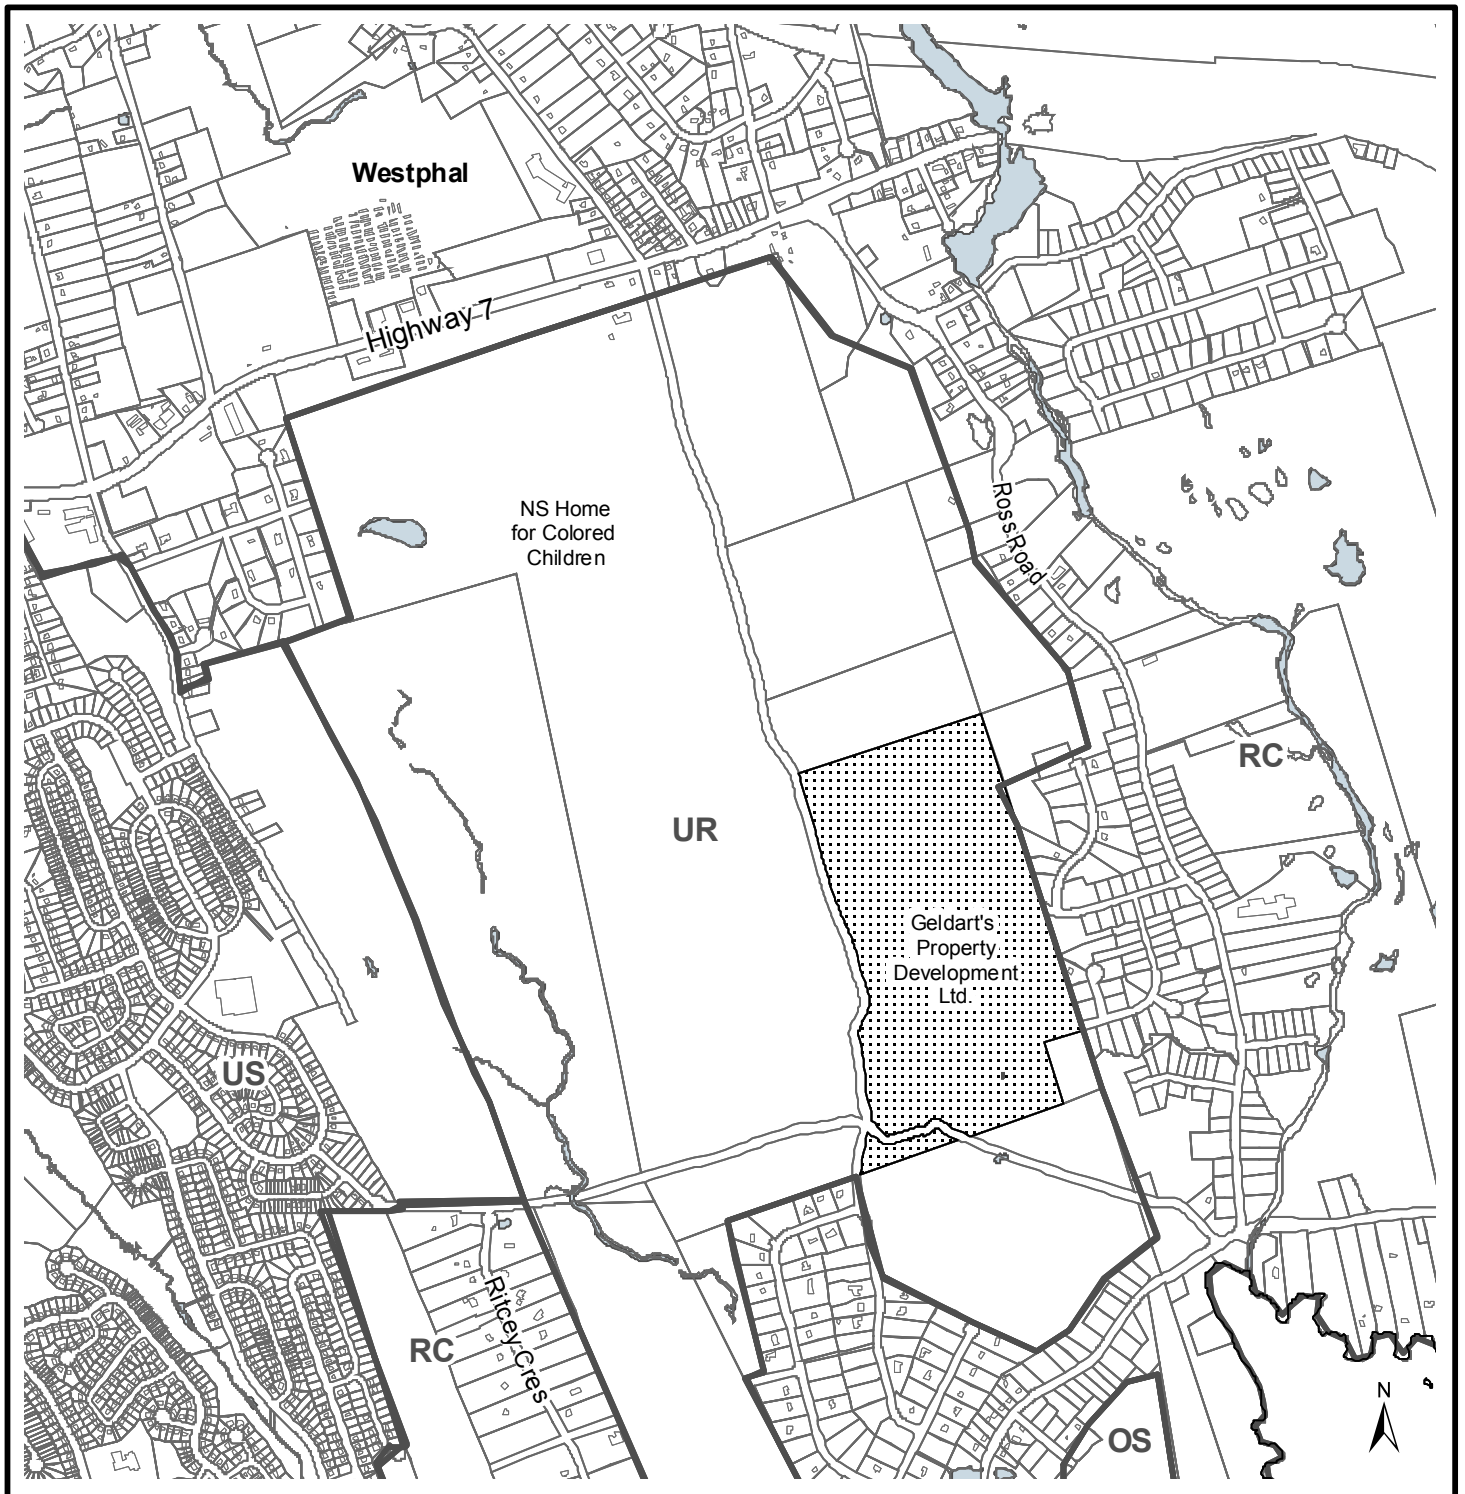 Westphal
Highway 7
NS Home
for Colored
Children
Ross Road
RC
UR
Geldart's
Property
Development
Ltd.
US
Ritcey Cres
RC
N
OS